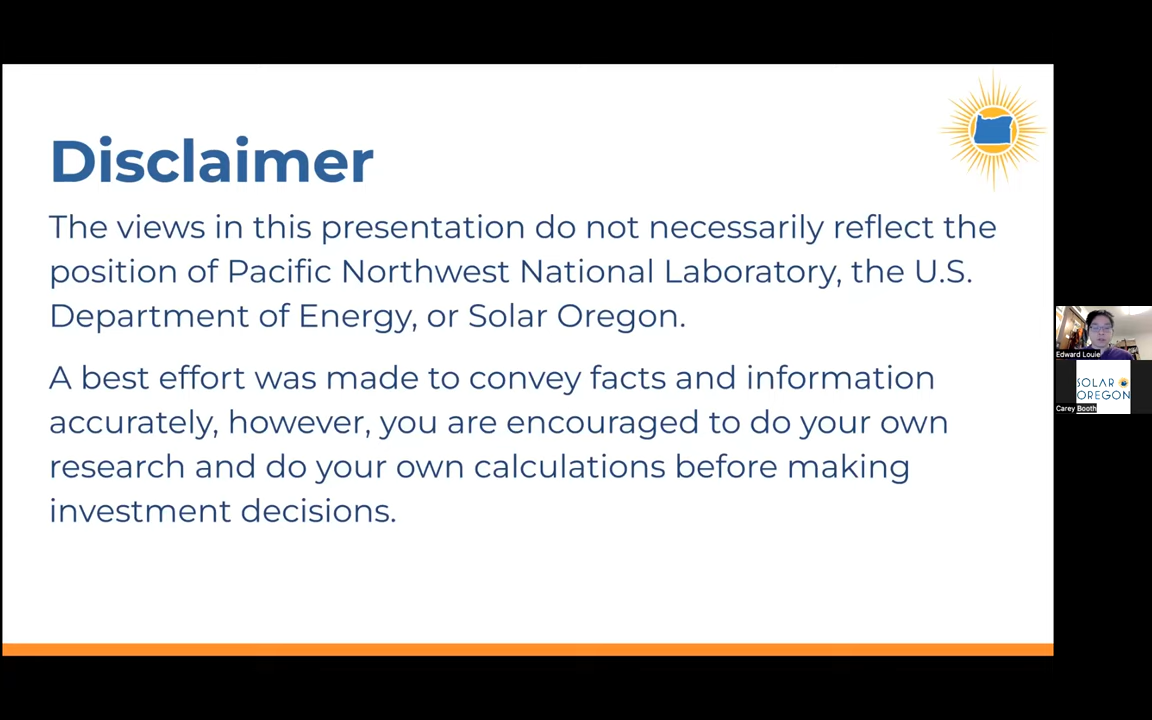 Disclaimer
The views in this presentation do not necessarily reflect the
position of Pacific Northwest National Laboratory, the U.S.
Department of Energy, or Solar Oregon.
A best effort was made to convey facts and information
accurately, however, you are encouraged to do your own
research and do your own calculations before making
investment decisions.
Edward Louie
SOLAR
OREGON
Carey Booth